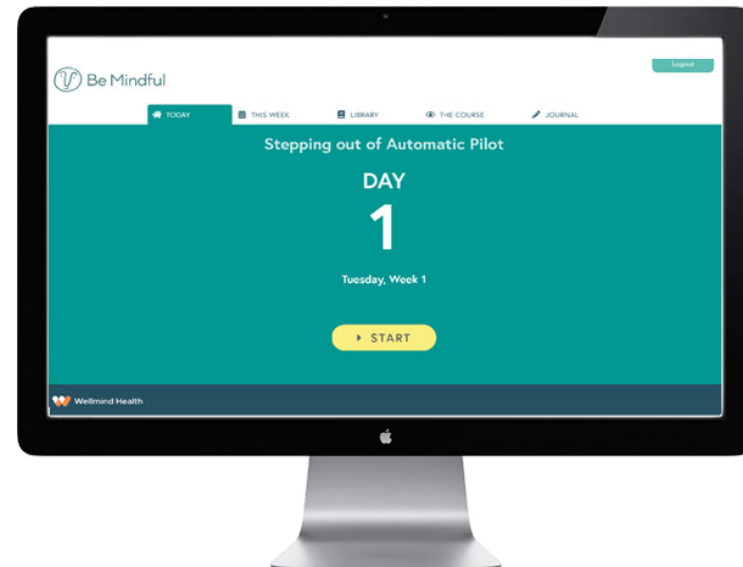 Be Mindful
Logout
TODAY THIS WEEK LIBRARY THE COURSE JOURNAL
Stepping out of Automatic Pilot
DAY
1
Tuesday, Week 1
START
Wellmind Health